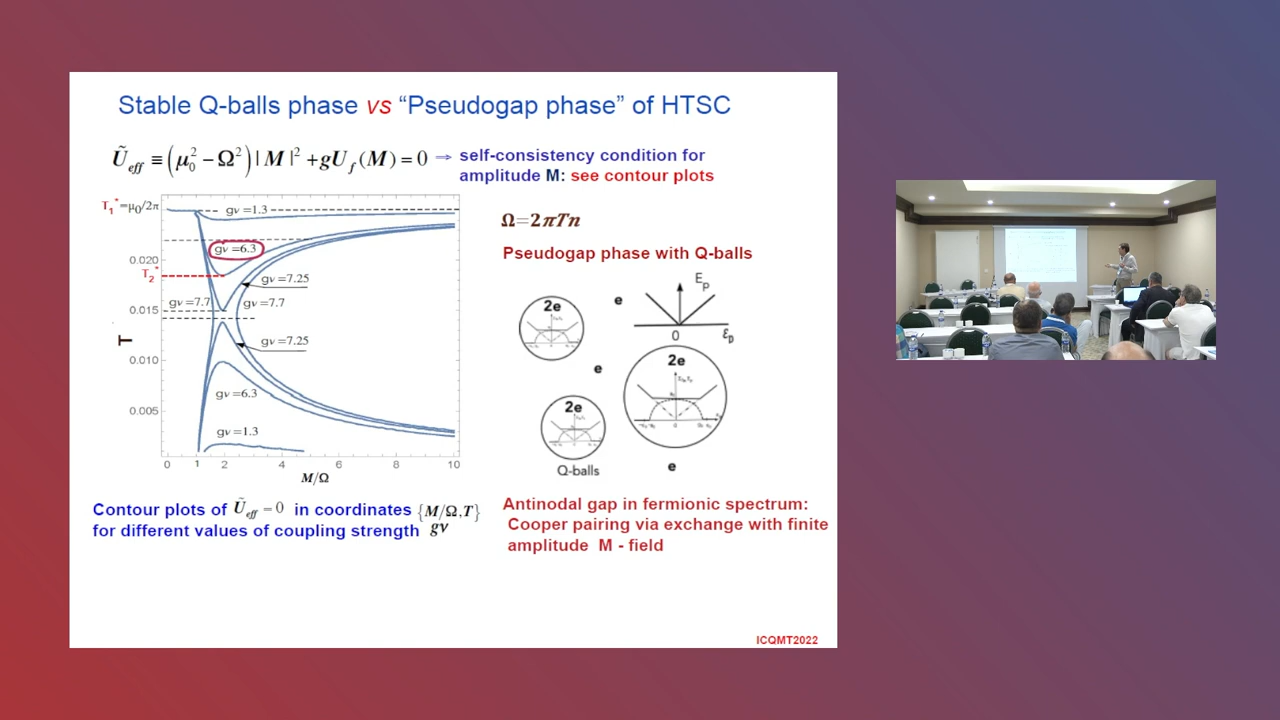 Stable Q-balls phase vs “Pseudogap phase” of HTSC
Ũeff ≡ (μ₀² − Ω²) | M |² + gUf(M) = 0 ⇒ self-consistency condition for
amplitude M: see contour plots
T₁* = μ₀/2π
gν =1.3
Ω=2πTn
gν =6.3
Pseudogap phase with Q-balls
0.020
T₂*
gν =7.25
gν =7.7
gν =7.7
0.015
gν =7.25
T
0.010
gν =6.3
0.005
gν =1.3
0 1 2 4 6 8 10
M/Ω
Ep
2e
e
0
εp
2e
e
2e
Q-balls
e
Contour plots of Ũeff = 0 in coordinates {M/Ω,T}
for different values of coupling strength gν
Antinodal gap in fermionic spectrum:
Cooper pairing via exchange with finite
amplitude M - field
ICQMT2022